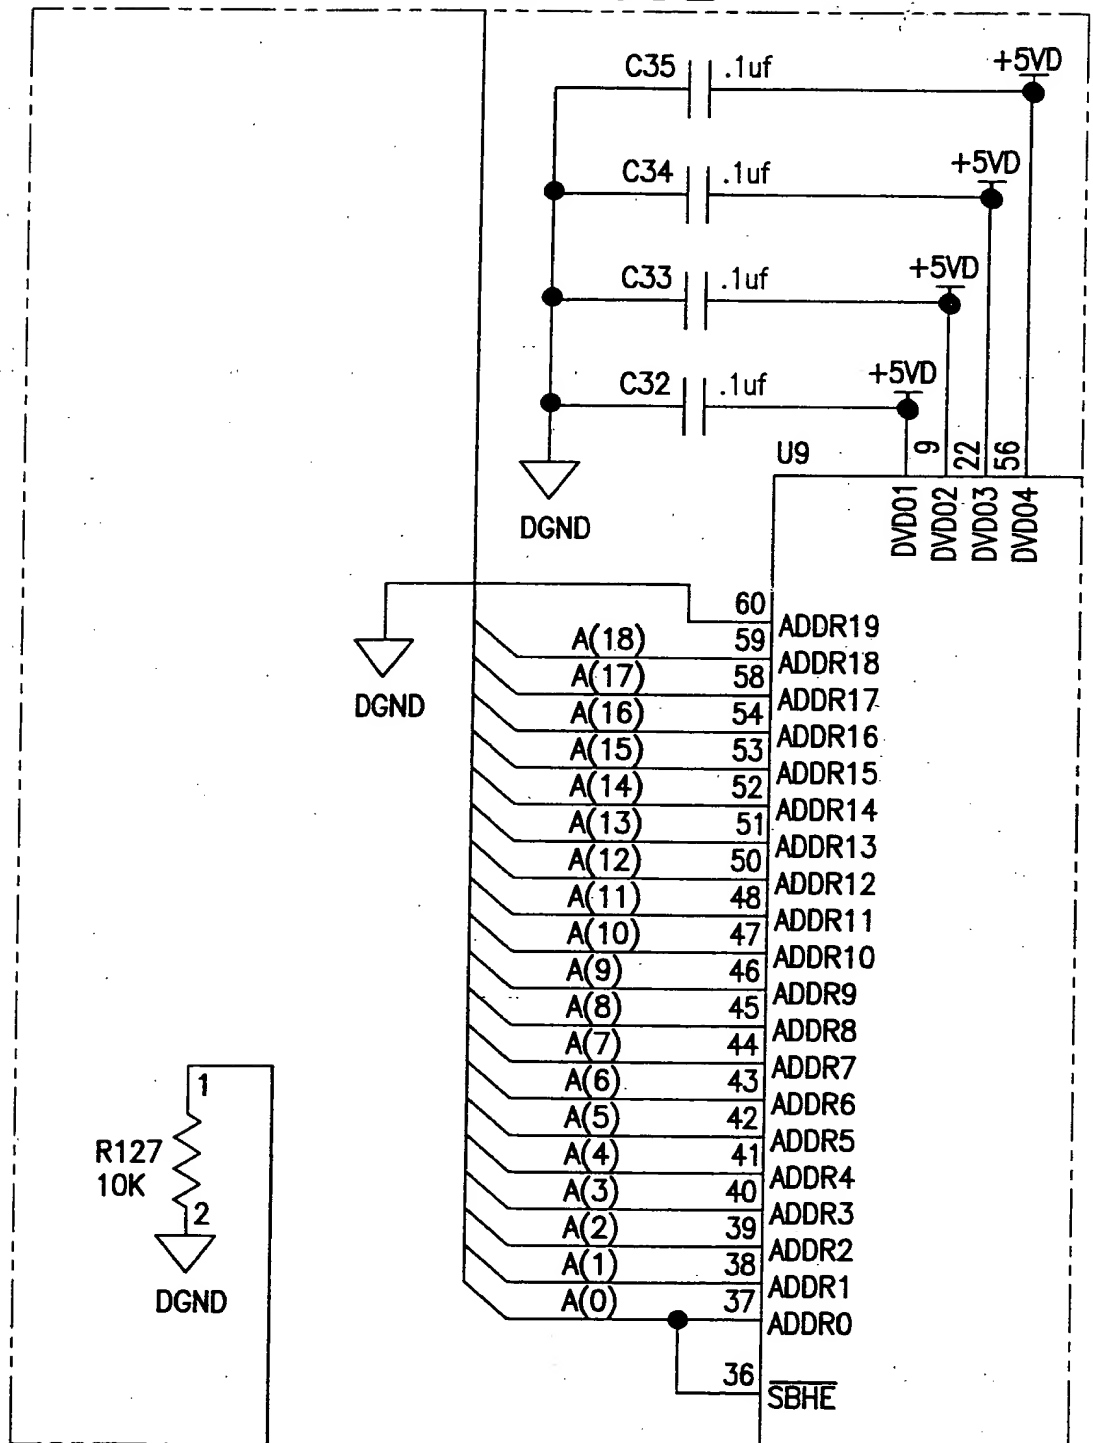 C35 .1uf +5VD
C34 .1uf +5VD
C33 .1uf +5VD
C32 .1uf +5VD
U9 9 22 56
DVD01 DVD02 DVD03 DVD04
DGND
60 ADDR19
A(18) 59 ADDR18
A(17) 58 ADDR17
A(16) 54 ADDR16
A(15) 53 ADDR15
A(14) 52 ADDR14
A(13) 51 ADDR13
A(12) 50 ADDR12
A(11) 48 ADDR11
A(10) 47 ADDR10
A(9) 46 ADDR9
A(8) 45 ADDR8
A(7) 44 ADDR7
A(6) 43 ADDR6
A(5) 42 ADDR5
A(4) 41 ADDR4
A(3) 40 ADDR3
A(2) 39 ADDR2
A(1) 38 ADDR1
A(0) 37 ADDR0
36 SBHE
DGND
1
R127
10K
2
DGND